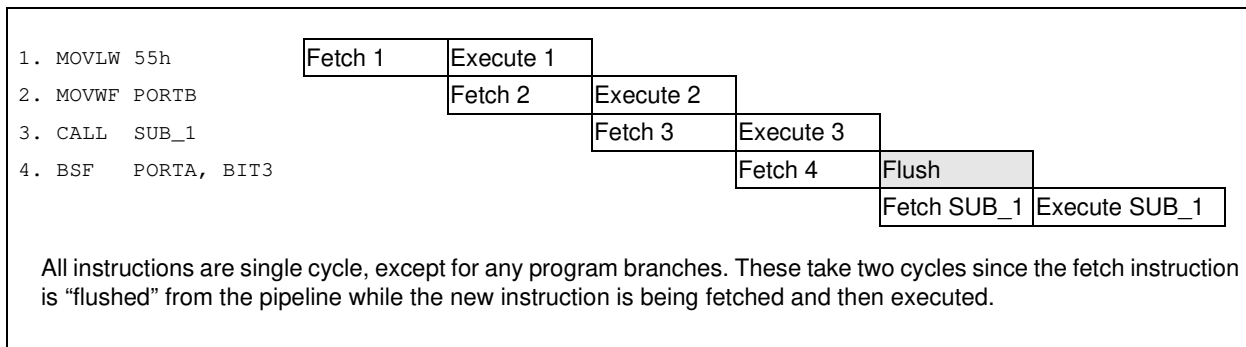 1. MOVLW 55h Fetch 1 Execute 1
2. MOVWF PORTB Fetch 2 Execute 2
3. CALL SUB_1 Fetch 3 Execute 3
4. BSF PORTA, BIT3 Fetch 4 Flush
Fetch SUB_1 Execute SUB_1
All instructions are single cycle, except for any program branches. These take two cycles since the fetch instruction
is “flushed” from the pipeline while the new instruction is being fetched and then executed.